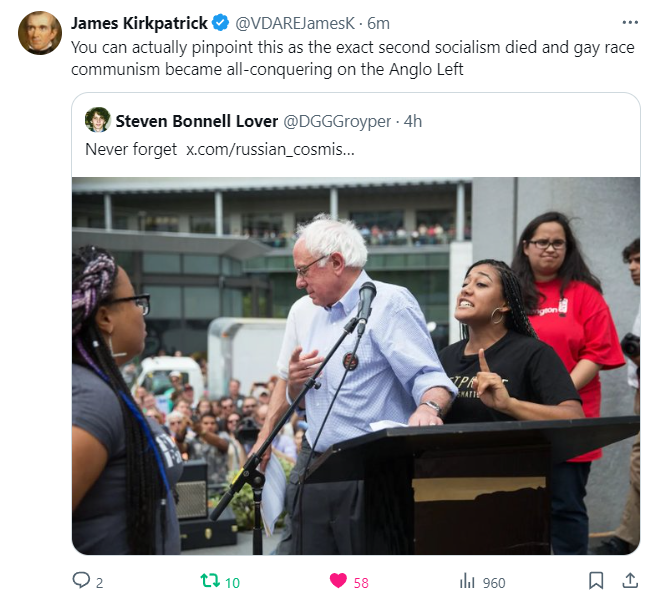 James Kirkpatrick @VDAREJamesK · 6m
You can actually pinpoint this as the exact second socialism died and gay race
communism became all-conquering on the Anglo Left
Steven Bonnell Lover @DGGGroyper · 4h
Never forget x.com/russian_cosmis...
2
10
58
960